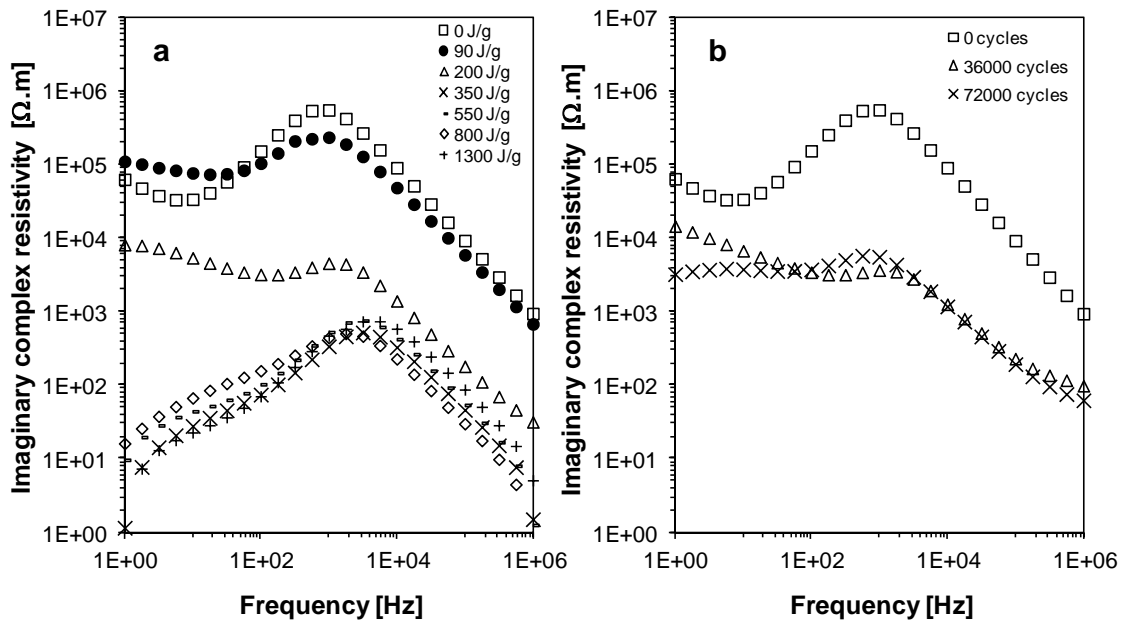 a
Imaginary complex resistivity [Ω.m]
1E+07
1E+06
1E+05
1E+04
1E+03
1E+02
1E+01
1E+00
1E+00
1E+02
1E+04
1E+06
Frequency [Hz]
0 J/g
90 J/g
200 J/g
350 J/g
550 J/g
800 J/g
1300 J/g
b
Imaginary complex resistivity [Ω.m]
1E+07
1E+06
1E+05
1E+04
1E+03
1E+02
1E+01
1E+00
1E+00
1E+02
1E+04
1E+06
Frequency [Hz]
0 cycles
36000 cycles
72000 cycles